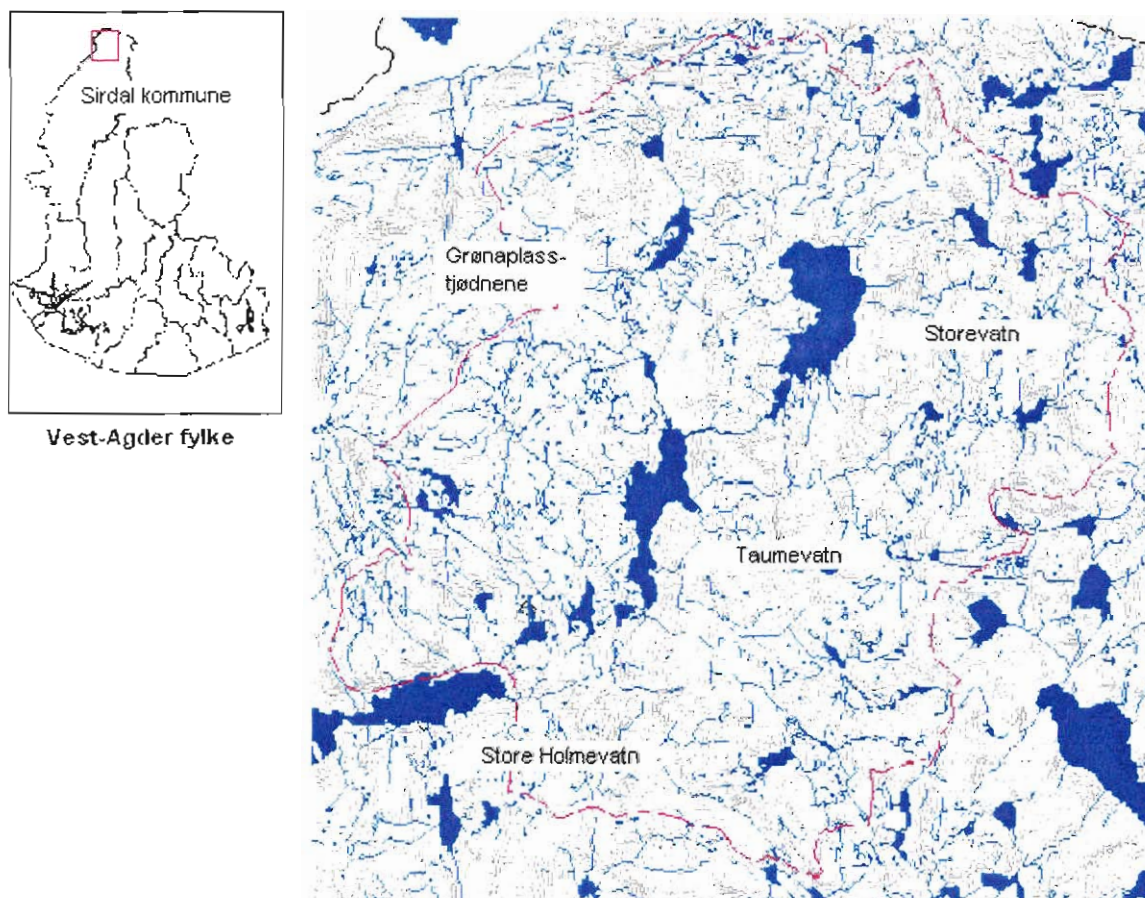 Sirdal kommune
Vest-Agder fylke
Grønaplass-
tjødnene
Storevatn
Taumevatn
Store Holmevatn